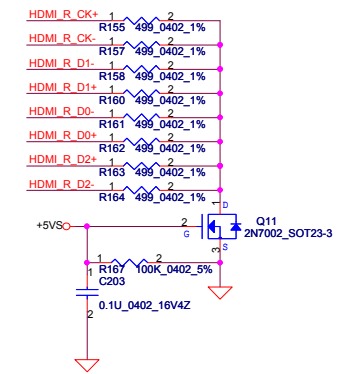 HDMI_R_CK+ 1 2
R155 499_0402_1%
HDMI_R_CK- 1 2
R157 499_0402_1%
HDMI_R_D1- 1 2
R158 499_0402_1%
HDMI_R_D1+ 1 2
R160 499_0402_1%
HDMI_R_D0- 1 2
R161 499_0402_1%
HDMI_R_D0+ 1 2
R162 499_0402_1%
HDMI_R_D2+ 1 2
R163 499_0402_1%
HDMI_R_D2- 1 2
R164 499_0402_1%
1 D
+5VS 2 G
Q11
2N7002_SOT23-3
3 S
1 2
R167 100K_0402_5%
1
C203
0.1U_0402_16V4Z
2